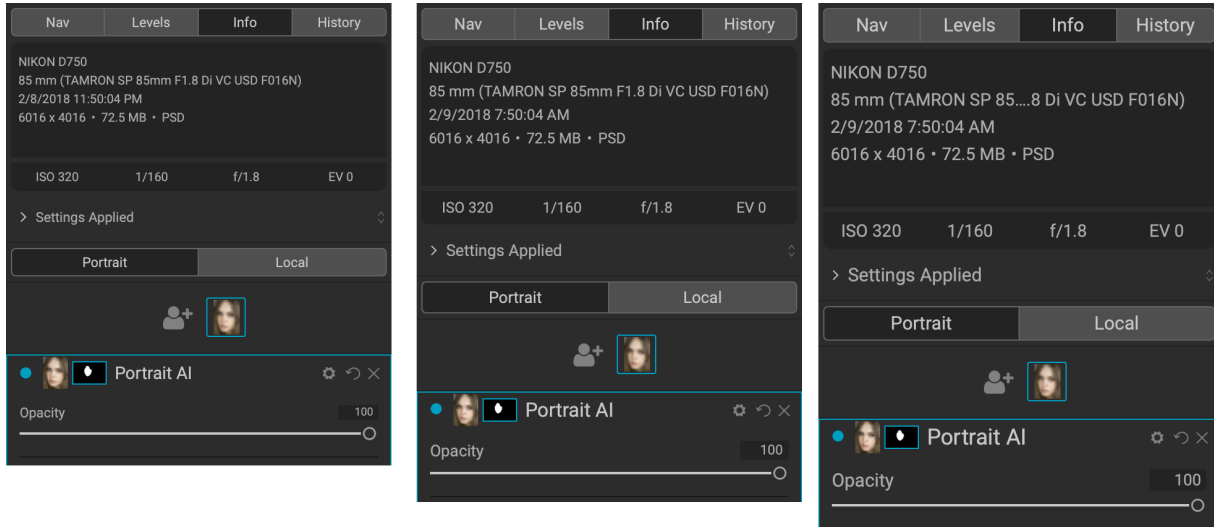 Nav Levels Info History
NIKON D750
85 mm (TAMRON SP 85mm F1.8 Di VC USD F016N)
2/8/2018 11:50:04 PM
6016 x 4016 • 72.5 MB • PSD
ISO 320 1/160 f/1.8 EV 0
> Settings Applied
Portrait Local
Portrait AI
Opacity 100
Nav Levels Info History
NIKON D750
85 mm (TAMRON SP 85mm F1.8 Di VC USD F016N)
2/9/2018 7:50:04 AM
6016 x 4016 • 72.5 MB • PSD
ISO 320 1/160 f/1.8 EV 0
> Settings Applied
Portrait Local
Portrait AI
Opacity 100
Nav Levels Info History
NIKON D750
85 mm (TAMRON SP 85....8 Di VC USD F016N)
2/9/2018 7:50:04 AM
6016 x 4016 • 72.5 MB • PSD
ISO 320 1/160 f/1.8 EV 0
> Settings Applied
Portrait Local
Portrait AI
Opacity 100